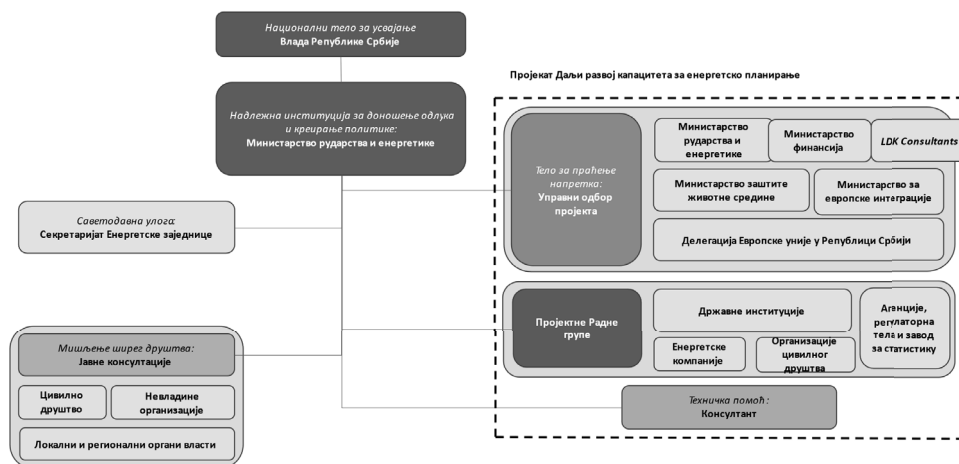 Национални тело за усвајање
Влада Републике Србије
Надлежна институција за доношење одлука
и креирање политике:
Министарство рударства и енергетике
Саветодавна улога:
Секретаријат Енергетске заједнице
Мишљење ширег друштва:
Јавне консултације
Цивилно
друштво
Невладине
организације
Локални и регионални органи власти
Пројекат Даљи развој капацитета за енергетско планирање
Тело за праћење
напретка:
Управни одбор
пројекта
Министарство
рударства и
енергетике
Министарство
финансија
LDK Consultants
Министарство заштите
животне средине
Министарство за
европске интеграције
Делегација Европске уније у Републици Србији
Пројектне Радне
групе
Државне институције
Енергетске
компаније
Организације
цивилног
друштва
Агенције,
регулаторна
тела и завод
за статистику
Техничка помоћ:
Консултант